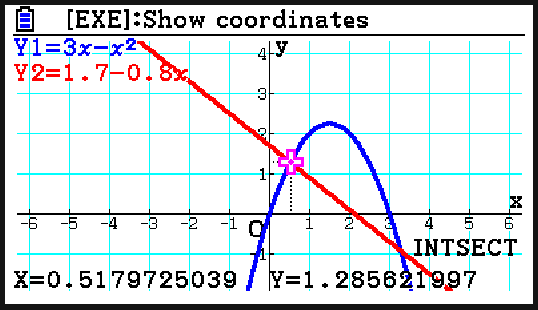 [EXE]:Show coordinates
Y1=3x-x²
Y2=1.7-0.8x
y
4
3
2
1
x
-6 -5 -4 -3 -2 -1 O 1 2 3 4 5 6
-1
INTSECT
X=0.5179725039 Y=1.285621997